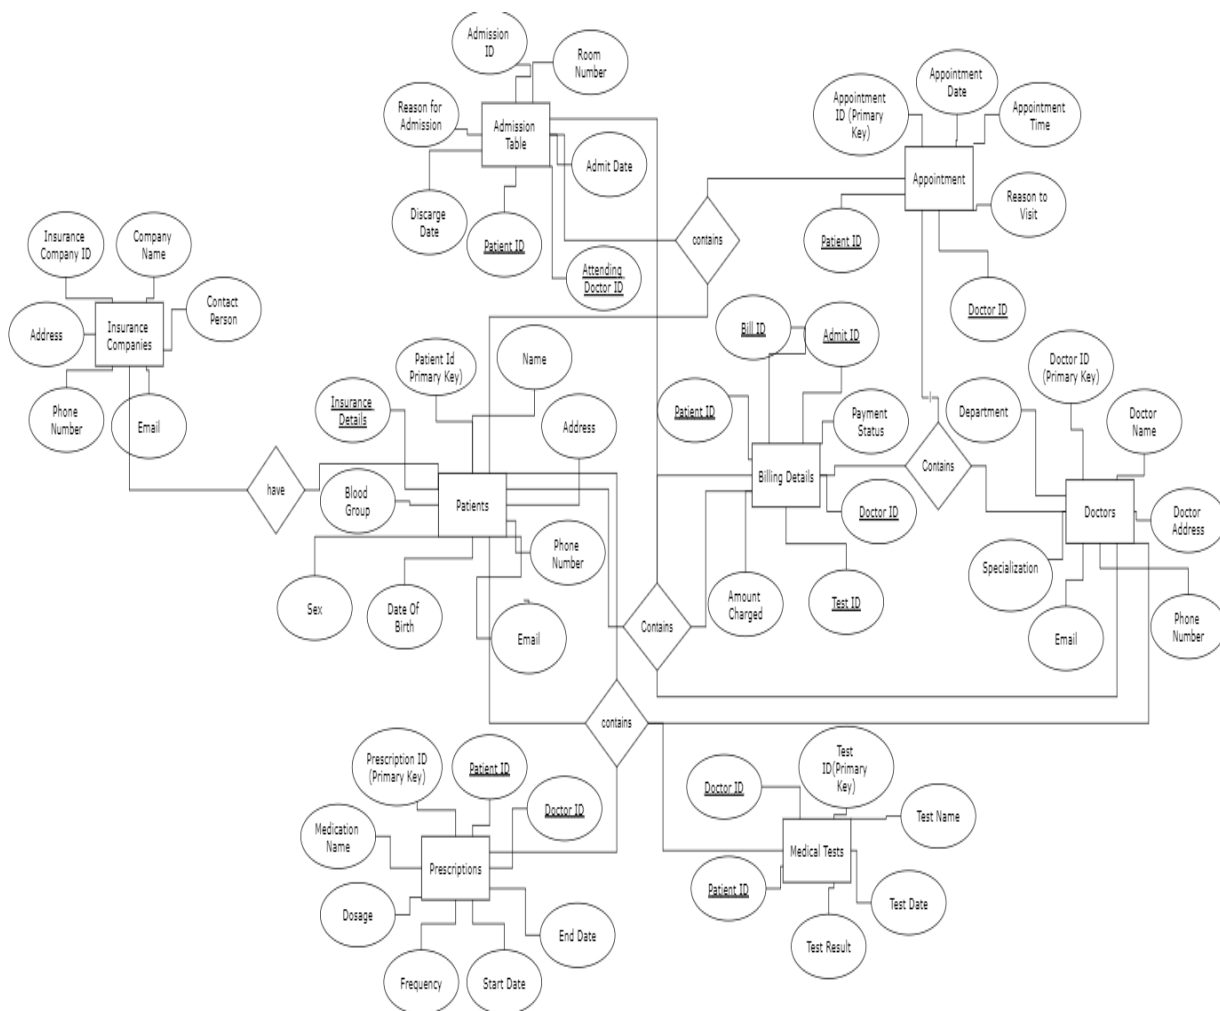 Admission
ID
Room
Number
Reason for
Admission
Admission
Table
Admit Date
Discarge
Date
Patient ID
Attending
Doctor ID
Appointment
ID (Primary
Key)
Appointment
Date
Appointment
Time
Appointment
Reason to
Visit
Patient ID
Doctor ID
contains
Insurance
Company ID
Company
Name
Contact
Person
Address
Insurance
Companies
Phone
Number
Email
have
Patient Id
Primary Key)
Name
Insurance
Details
Address
Blood
Group
Patients
Phone
Number
Sex
Date Of
Birth
Email
Bill ID
Admit ID
Patient ID
Payment
Status
Billing Details
Doctor ID
Amount
Charged
Test ID
Contains
Contains
Doctor ID
(Primary Key)
Department
Doctor
Name
Doctors
Doctor
Address
Specialization
Email
Phone
Number
contains
Prescription ID
(Primary Key)
Patient ID
Doctor ID
Medication
Name
Prescriptions
Dosage
End Date
Frequency
Start Date
Test
ID(Primary
Key)
Doctor ID
Test Name
Medical Tests
Patient ID
Test Date
Test Result